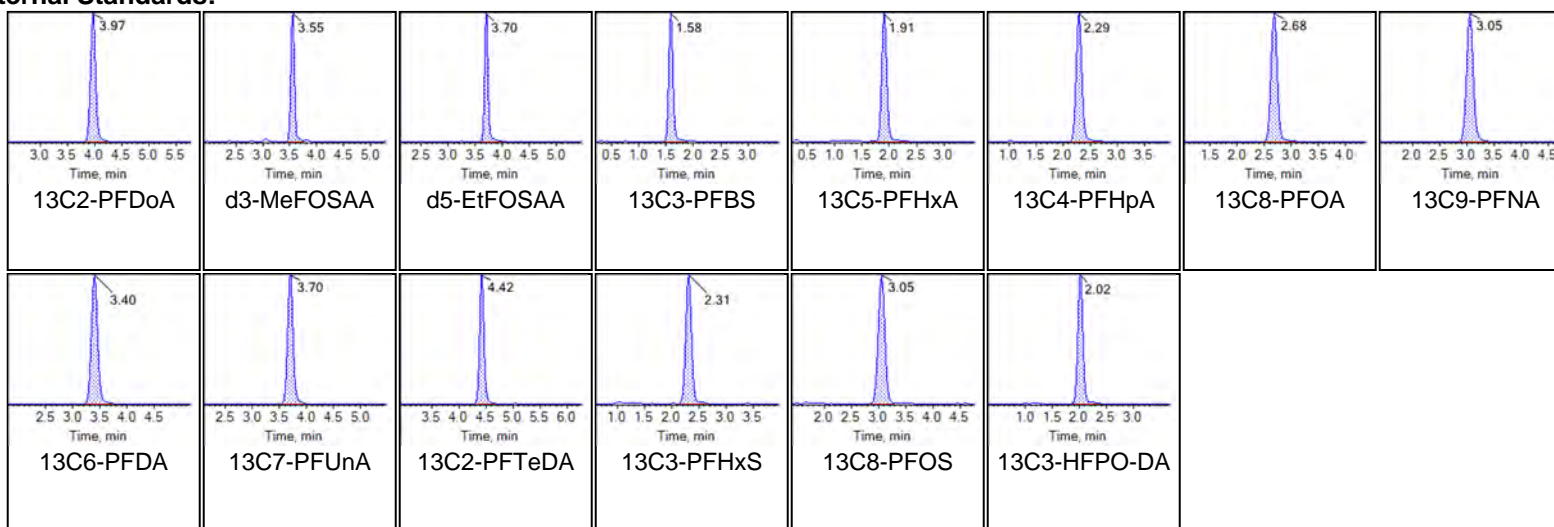 ternal Standards:
3.97 3.55 3.70 1.58 1.91 2.29 2.68 3.05
3.0 3.5 4.0 4.5 5.0 5.5 2.5 3.0 3.5 4.0 4.5 5.0 2.5 3.0 3.5 4.0 4.5 5.0 0.5 1.0 1.5 2.0 2.5 3.0 0.5 1.0 1.5 2.0 2.5 3.0 1.0 1.5 2.0 2.5 3.0 3.5 1.5 2.0 2.5 3.0 3.5 4.0 2.0 2.5 3.0 3.5 4.0 4.5
Time, min Time, min Time, min Time, min Time, min Time, min Time, min Time, min
13C2-PFDoA d3-MeFOSAA d5-EtFOSAA 13C3-PFBS 13C5-PFHxA 13C4-PFHpA 13C8-PFOA 13C9-PFNA
3.40 3.70 4.42 2.31 3.05 2.02
2.5 3.0 3.5 4.0 4.5 2.5 3.0 3.5 4.0 4.5 5.0 3.5 4.0 4.5 5.0 5.5 6.0 1.0 1.5 2.0 2.5 3.0 3.5 2.0 2.5 3.0 3.5 4.0 4.5 1.0 1.5 2.0 2.5 3.0
Time, min Time, min Time, min Time, min Time, min Time, min
13C6-PFDA 13C7-PFUnA 13C2-PFTeDA 13C3-PFHxS 13C8-PFOS 13C3-HFPO-DA